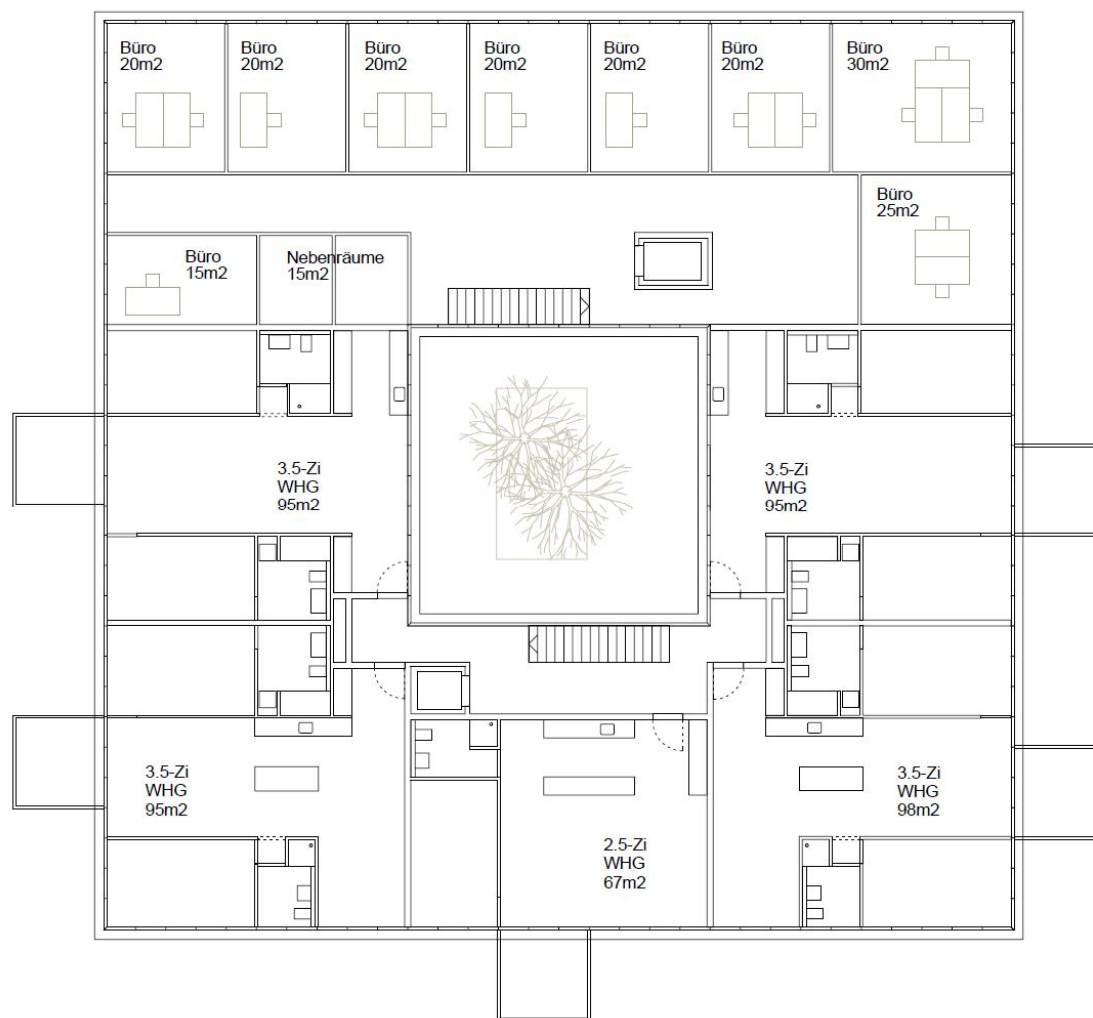 Büro
20m2
Büro
20m2
Büro
20m2
Büro
20m2
Büro
20m2
Büro
20m2
Büro
30m2
Büro
25m2
Büro
15m2
Nebenräume
15m2
3.5-Zi
WHG
95m2
3.5-Zi
WHG
95m2
3.5-Zi
WHG
95m2
3.5-Zi
WHG
98m2
2.5-Zi
WHG
67m2